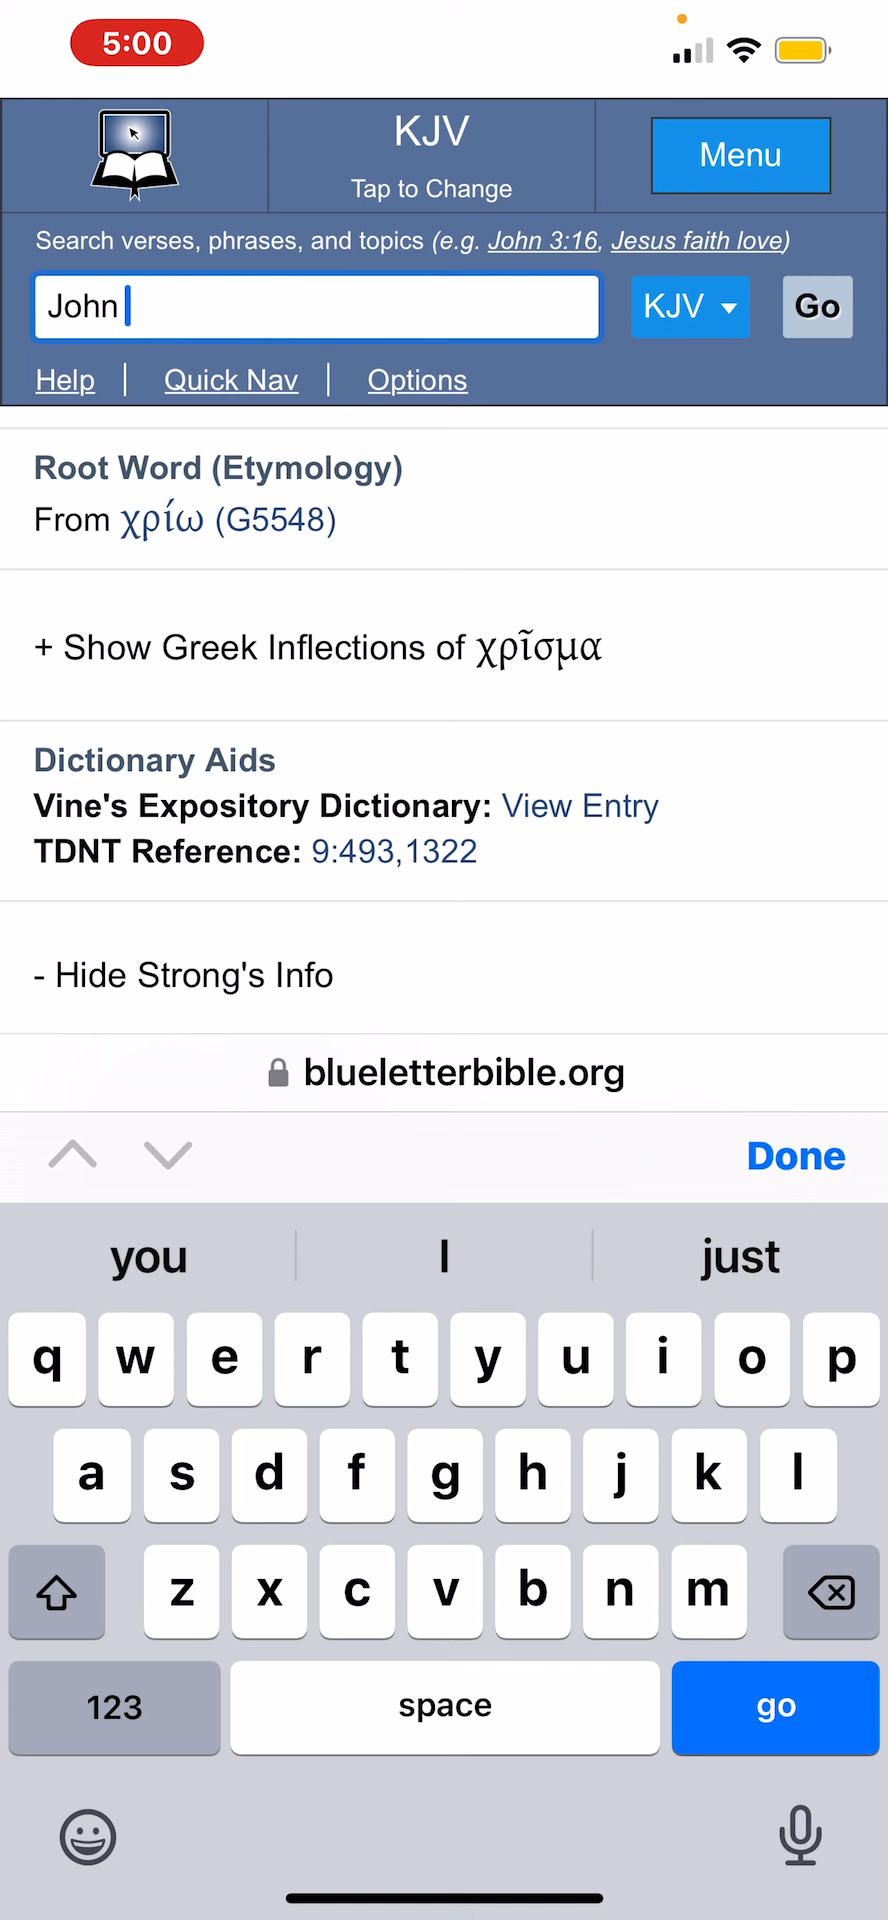 5:00
KJV
Tap to Change
Menu
Search verses, phrases, and topics (e.g. John 3:16, Jesus faith love)
John
KJV
Go
Help | Quick Nav | Options
Root Word (Etymology)
From χρίω (G5548)
+ Show Greek Inflections of χρῖσμα
Dictionary Aids
Vine's Expository Dictionary: View Entry
TDNT Reference: 9:493,1322
- Hide Strong's Info
blueletterbible.org
Done
you I just
q w e r t y u i o p
a s d f g h j k l
z x c v b n m
123 space go